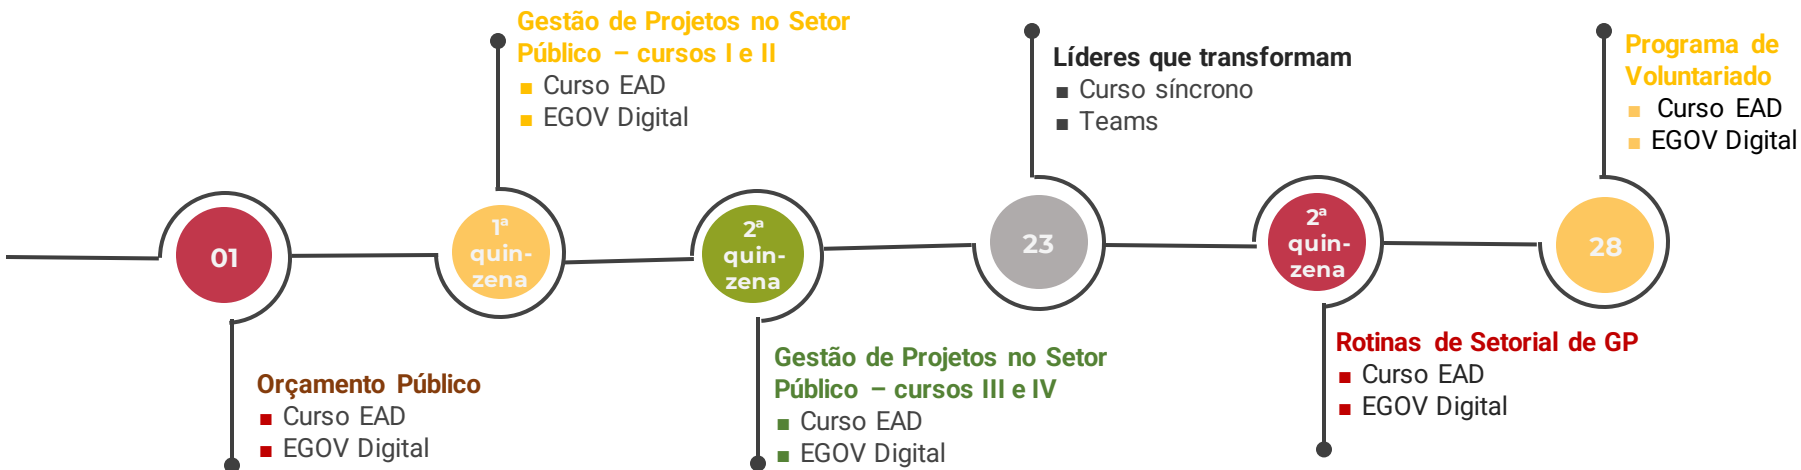 01
Orçamento Público
Curso EAD
EGOV Digital
1ª
quin-
zena
Gestão de Projetos no Setor
Público – cursos I e II
Curso EAD
EGOV Digital
2ª
quin-
zena
Gestão de Projetos no Setor
Público – cursos III e IV
Curso EAD
EGOV Digital
23
Líderes que transformam
Curso síncrono
Teams
2ª
quin-
zena
Rotinas de Setorial de GP
Curso EAD
EGOV Digital
28
Programa de
Voluntariado
Curso EAD
EGOV Digital